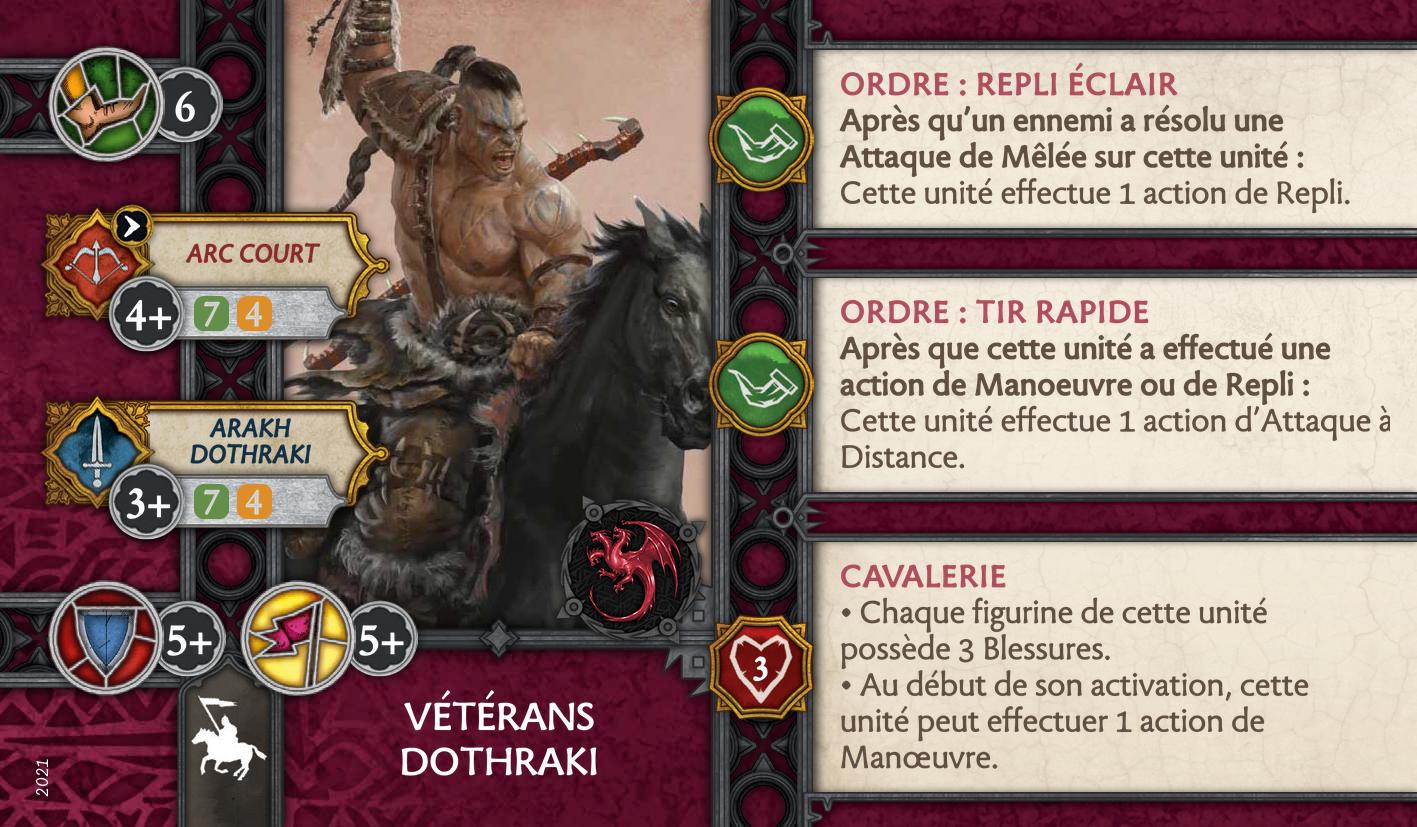 6
ARC COURT
4+
7 4
ARAKH
DOTHRAKI
3+
7 4
5+
5+
VÉTÉRANS
DOTHRAKI
2021
ORDRE : REPLI ÉCLAIR
Après qu’un ennemi a résolu une
Attaque de Mêlée sur cette unité :
Cette unité effectue 1 action de Repli.
ORDRE : TIR RAPIDE
Après que cette unité a effectué une
action de Manoeuvre ou de Repli :
Cette unité effectue 1 action d’Attaque à
Distance.
3
CAVALERIE
• Chaque figurine de cette unité
possède 3 Blessures.
• Au début de son activation, cette
unité peut effectuer 1 action de
Manœuvre.